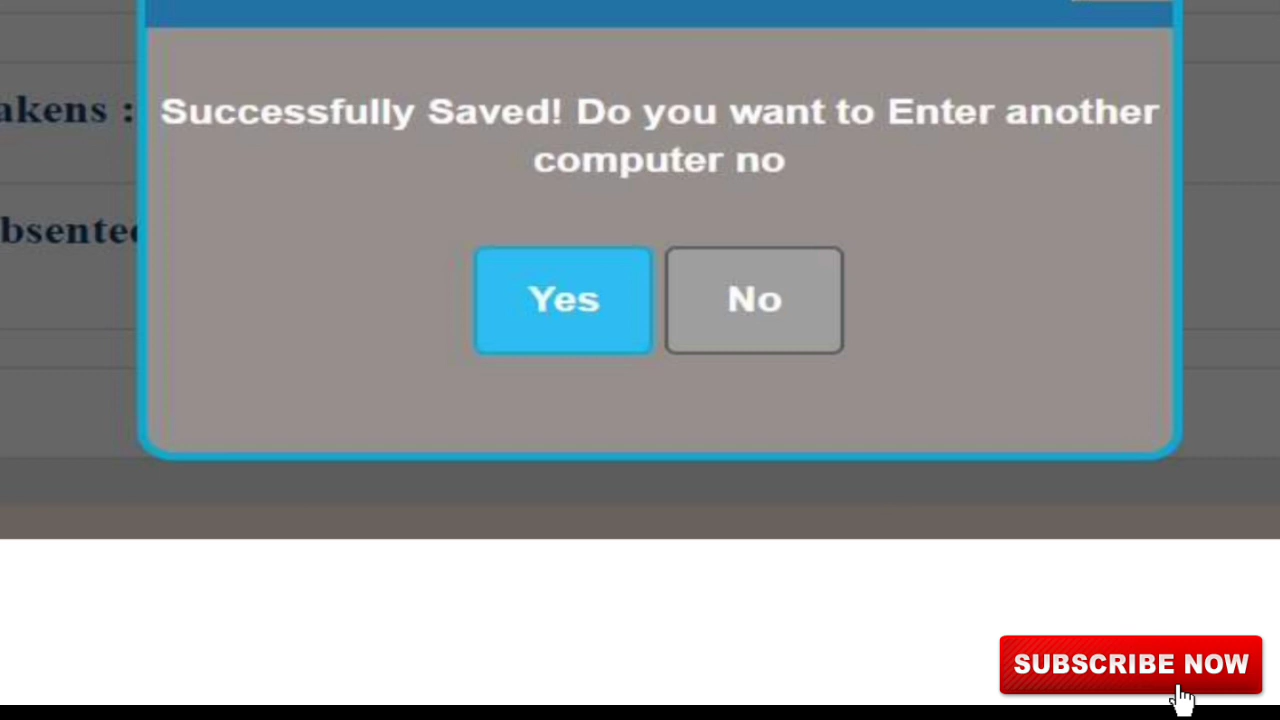 akens :
Successfully Saved! Do you want to Enter another
computer no
bsented
Yes
No
SUBSCRIBE NOW